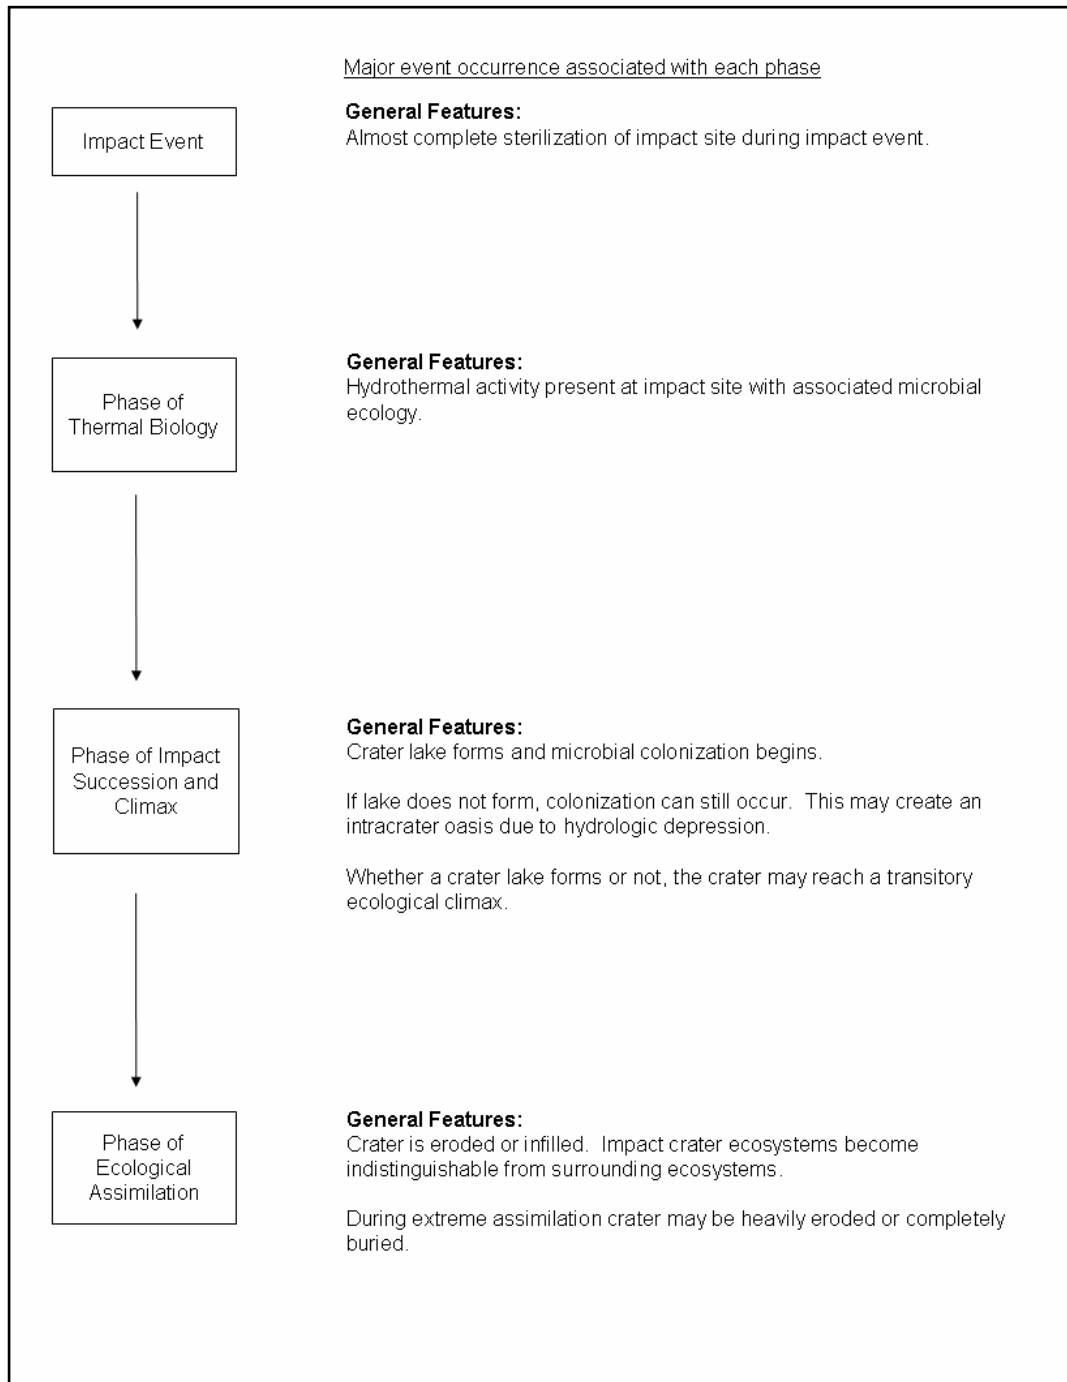 Major event occurrence associated with each phase
Impact Event
General Features:
Almost complete sterilization of impact site during impact event.
Phase of
Thermal Biology
General Features:
Hydrothermal activity present at impact site with associated microbial
ecology.
Phase of Impact
Succession and
Climax
General Features:
Crater lake forms and microbial colonization begins.
If lake does not form, colonization can still occur.  This may create an
intracrater oasis due to hydrologic depression.
Whether a crater lake forms or not, the crater may reach a transitory
ecological climax.
Phase of
Ecological
Assimilation
General Features:
Crater is eroded or infilled.  Impact crater ecosystems become
indistinguishable from surrounding ecosystems.
During extreme assimilation crater may be heavily eroded or completely
buried.